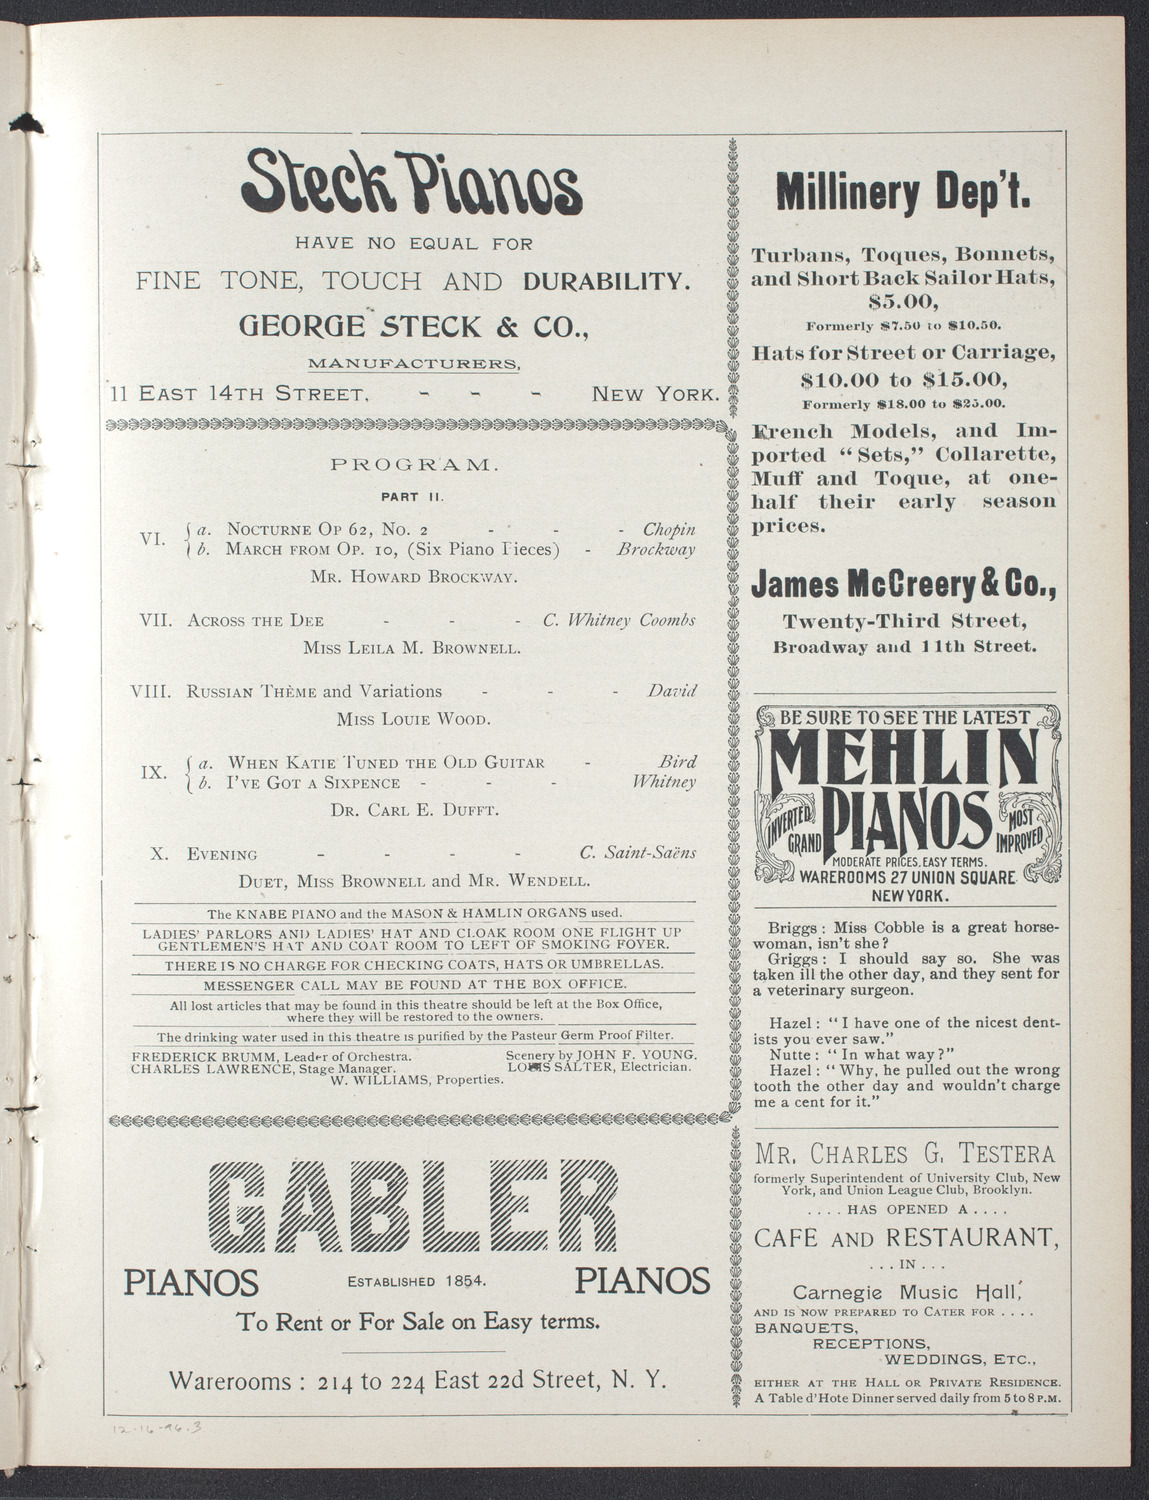 Steck Pianos
HAVE NO EQUAL FOR
FINE TONE, TOUCH AND DURABILITY.
GEORGE STECK & CO.,
MANUFACTURERS,
11 EAST 14TH STREET, - - - NEW YORK.
PROGRAM.
PART II.
VI. { a. NOCTURNE OP 62, NO. 2 - - - Chopin
b. MARCH FROM OP. 10, (SIX PIANO PIECES) - Brockway
MR. HOWARD BROCKWAY.
VII. ACROSS THE DEE - - - C. Whitney Coombs
MISS LEILA M. BROWNELL.
VIII. RUSSIAN THÈME and Variations - - - David
MISS LOUIE WOOD.
IX. { a. WHEN KATIE TUNED THE OLD GUITAR - Bird
b. I'VE GOT A SIXPENCE - - - Whitney
DR. CARL E. DUFFT.
X. EVENING - - - - C. Saint-Saëns
DUET, MISS BROWNELL and MR. WENDELL.
The KNABE PIANO and the MASON & HAMLIN ORGANS used.
LADIES' PARLORS AND LADIES' HAT AND CLOAK ROOM ONE FLIGHT UP
GENTLEMEN'S HAT AND COAT ROOM TO LEFT OF SMOKING FOYER.
THERE IS NO CHARGE FOR CHECKING COATS, HATS OR UMBRELLAS.
MESSENGER CALL MAY BE FOUND AT THE BOX OFFICE.
All lost articles that may be found in this theatre should be left at the Box Office,
where they will be restored to the owners.
The drinking water used in this theatre is purified by the Pasteur Germ Proof Filter.
FREDERICK BRUMM, Leader of Orchestra. Scenery by JOHN F. YOUNG.
CHARLES LAWRENCE, Stage Manager. LOUIS SALTER, Electrician.
W. WILLIAMS, Properties.
GABLER
PIANOS ESTABLISHED 1854. PIANOS
To Rent or For Sale on Easy terms.
Warerooms : 214 to 224 East 22d Street, N. Y.
12-16-96.3
Millinery Dep't.
Turbans, Toques, Bonnets,
and Short Back Sailor Hats,
$5.00,
Formerly $7.50 to $10.50.
Hats for Street or Carriage,
$10.00 to $15.00,
Formerly $18.00 to $25.00.
French Models, and Im-
ported "Sets," Collarette,
Muff and Toque, at one-
half their early season
prices.
James McCreery & Co.,
Twenty-Third Street,
Broadway and 11th Street.
BE SURE TO SEE THE LATEST
MEHLIN
PIANOS
INVERTED
GRAND
MOST
IMPROVED
MODERATE PRICES. EASY TERMS.
WAREROOMS 27 UNION SQUARE
NEW YORK.
Briggs : Miss Cobble is a great horse-
woman, isn't she ?
Griggs : I should say so. She was
taken ill the other day, and they sent for
a veterinary surgeon.
Hazel : "I have one of the nicest dent-
ists you ever saw."
Nutte : "In what way?"
Hazel : "Why, he pulled out the wrong
tooth the other day and wouldn't charge
me a cent for it."
MR. CHARLES G. TESTERA
formerly Superintendent of University Club, New
York, and Union League Club, Brooklyn.
. . . . HAS OPENED A . . . .
CAFE AND RESTAURANT,
. . . IN . . .
Carnegie Music Hall,
AND IS NOW PREPARED TO CATER FOR . . . .
BANQUETS,
RECEPTIONS,
WEDDINGS, ETC.,
EITHER AT THE HALL OR PRIVATE RESIDENCE.
A Table d'Hote Dinner served daily from 5 to 8 P.M.